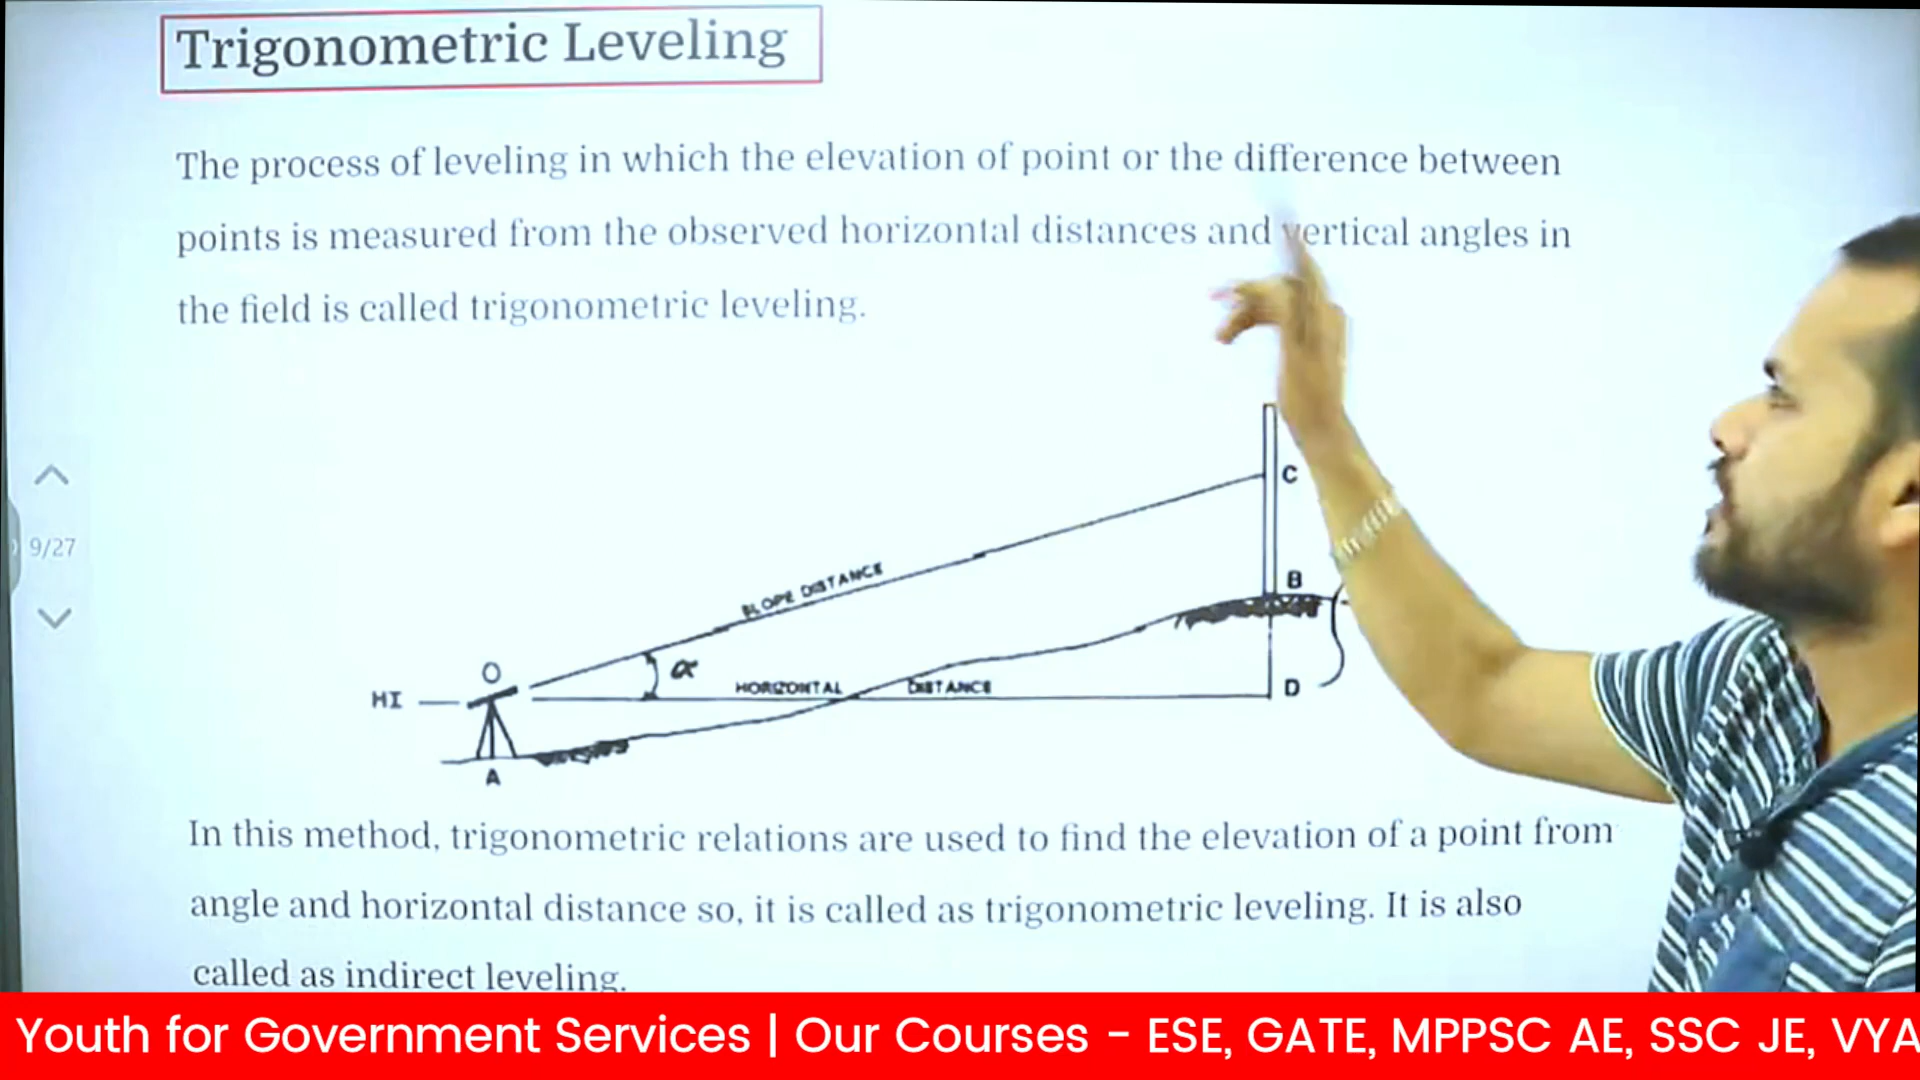 Trigonometric Leveling
The process of leveling in which the elevation of point or the difference between
points is measured from the observed horizontal distances and vertical angles in
the field is called trigonometric leveling.
C
B
SLOPE DISTANCE
O
α
HI
HORIZONTAL DISTANCE
D
A
9/27
In this method, trigonometric relations are used to find the elevation of a point from
angle and horizontal distance so, it is called as trigonometric leveling. It is also
called as indirect leveling.
Youth for Government Services | Our Courses - ESE, GATE, MPPSC AE, SSC JE, VYA